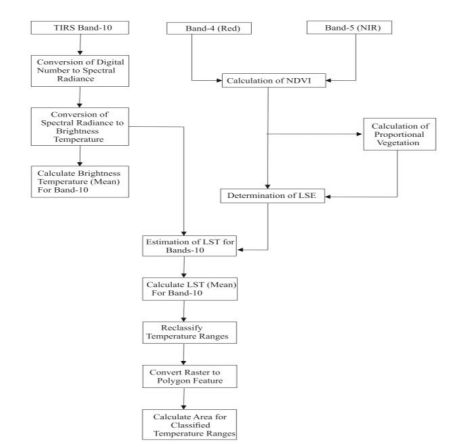 TIRS Band-10
Band-4 (Red)
Band-5 (NIR)
Conversion of Digital
Number to Spectral
Radiance
Calculation of NDVI
Conversion of
Spectral Radiance to
Brightness
Temperature
Calculation of
Proportional
Vegetation
Calculate Brightness
Temperature (Mean)
For Band-10
Determination of LSE
Estimation of LST for
Bands-10
Calculate LST (Mean)
For Band-10
Reclassify
Temperature Ranges
Convert Raster to
Polygon Feature
Calculate Area for
Classified
Temperature Ranges